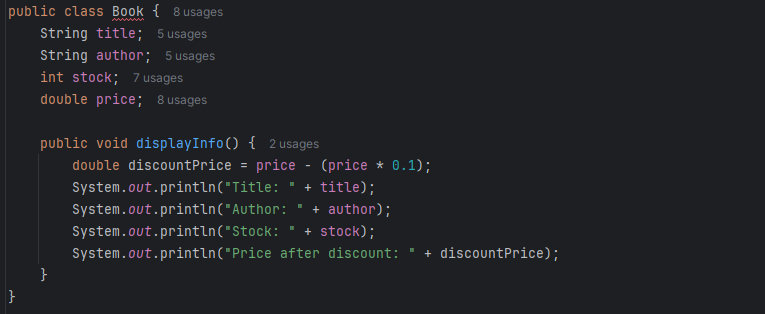 public class Book { 8 usages
String title; 5 usages
String author; 5 usages
int stock; 7 usages
double price; 8 usages
public void displayInfo() { 2 usages
double discountPrice = price - (price * 0.1);
System.out.println("Title: " + title);
System.out.println("Author: " + author);
System.out.println("Stock: " + stock);
System.out.println("Price after discount: " + discountPrice);
}
}